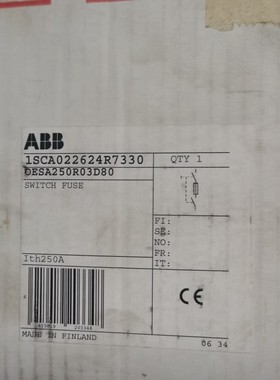 ABB
1SCA022624R7330
OESA250R03D80
SWITCH FUSE
QTY 1
FI:
SE:
NO:
FR:
IT:
Ith250A
CE
MADE IN FINLAND
06 34